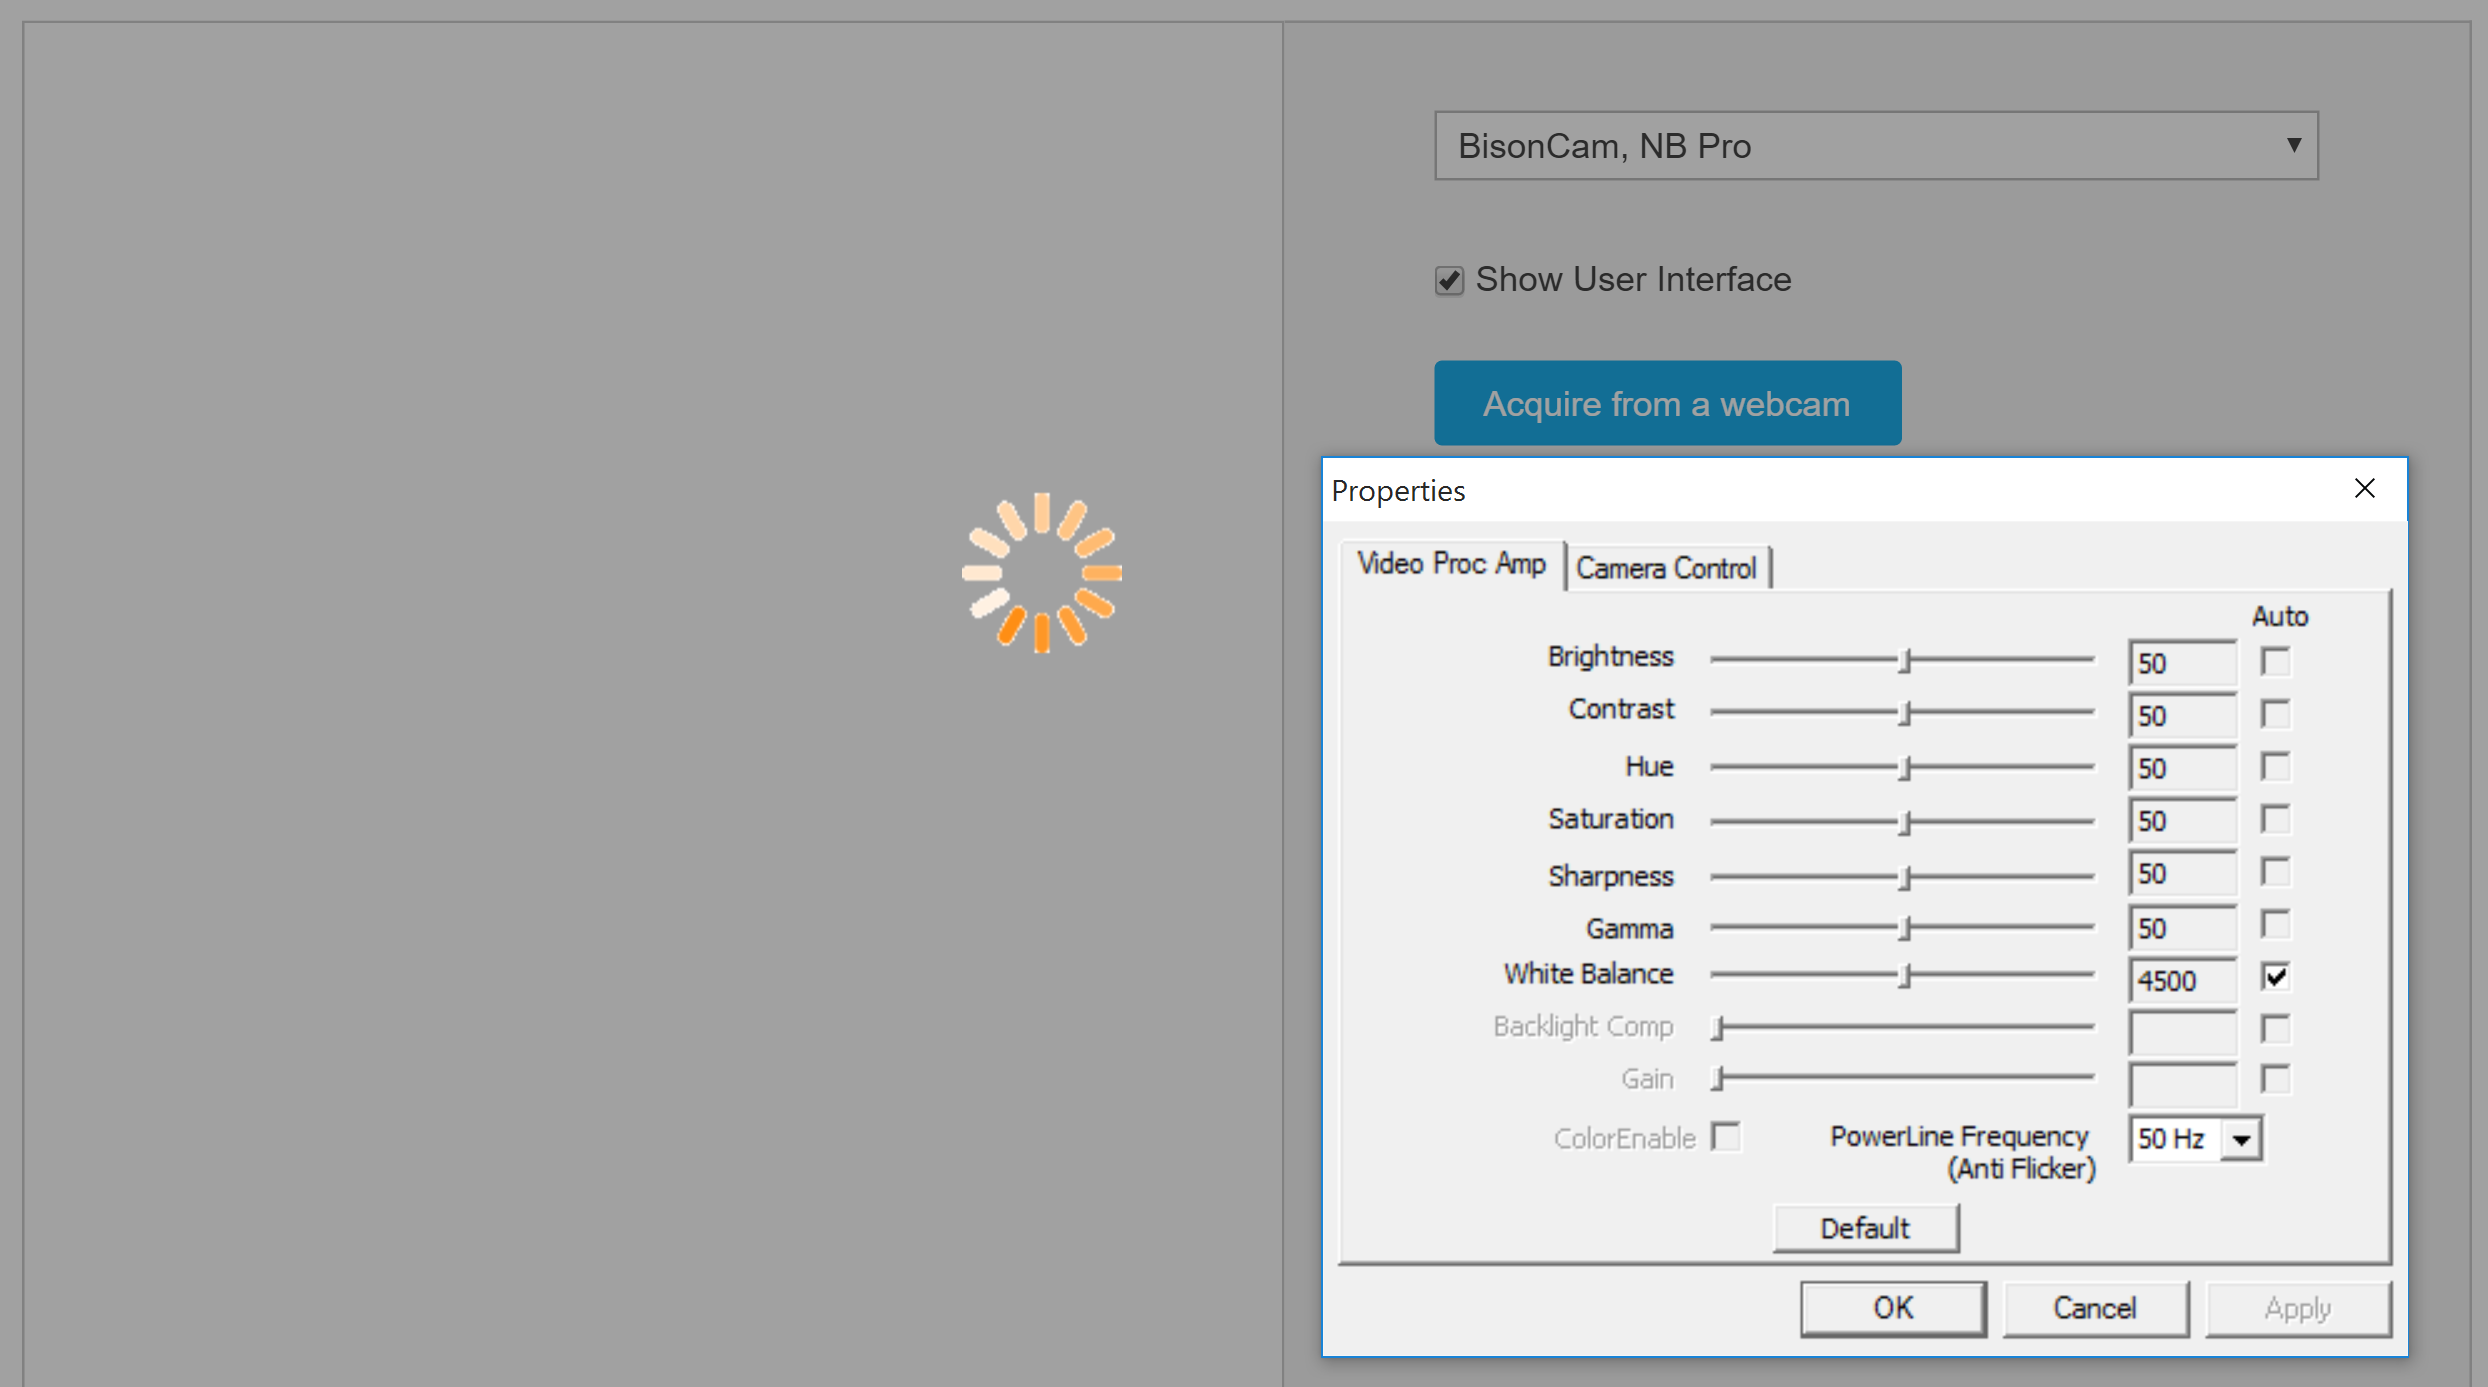 BisonCam, NB Pro
Show User Interface
Acquire from a webcam
Properties
Video Proc Amp
Camera Control
Auto
Brightness 50
Contrast 50
Hue 50
Saturation 50
Sharpness 50
Gamma 50
White Balance 4500
Backlight Comp
Gain
ColorEnable PowerLine Frequency 50 Hz
(Anti Flicker)
Default
OK Cancel Apply